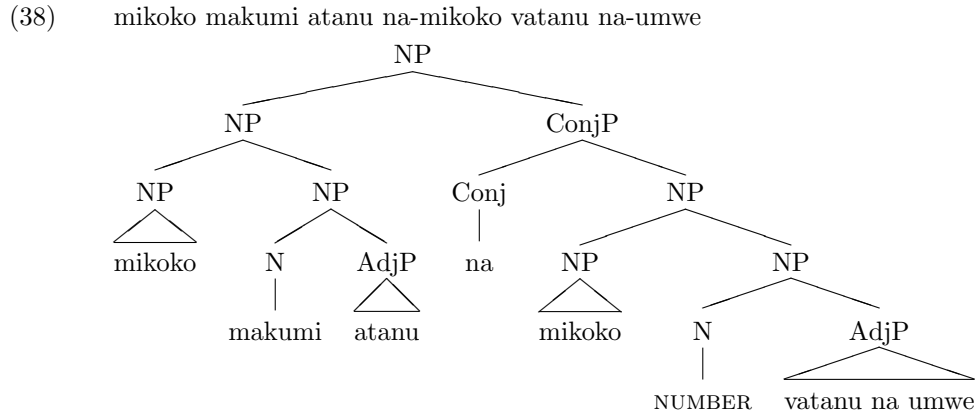 (38) mikoko makumi atanu na-mikoko vatanu na-umwe
NP
NP ConjP
NP NP Conj NP
mikoko N AdjP na NP NP
makumi atanu mikoko N AdjP
NUMBER vatanu na umwe